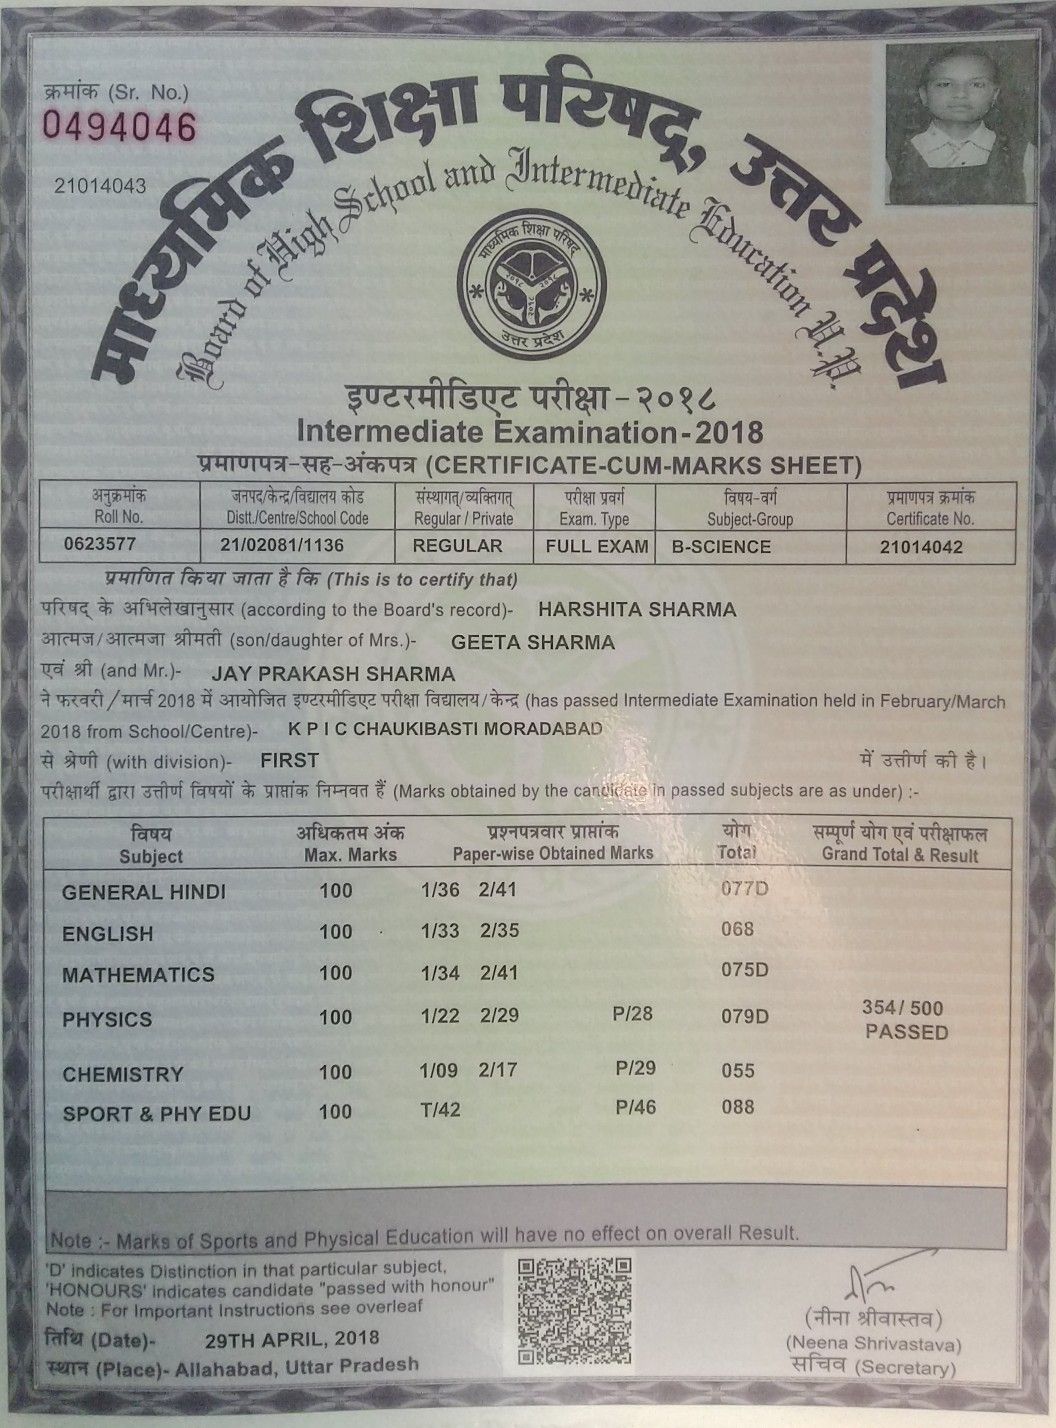 क्रमांक (Sr. No.)
0494046
21014043
माध्यमिक शिक्षा परिषद्, उत्तर प्रदेश
Board of High School and Intermediate Education U.P.
माध्यमिक शिक्षा परिषद
उत्तर प्रदेश
इण्टरमीडिएट परीक्षा - २०१८
Intermediate Examination - 2018
प्रमाणपत्र-सह-अंकपत्र (CERTIFICATE-CUM-MARKS SHEET)
अनुक्रमांक जनपद/केन्द्र/विद्यालय कोड संस्थागत्/व्यक्तिगत् परीक्षा प्रवर्ग विषय-वर्ग प्रमाणपत्र क्रमांक
Roll No. Distt./Centre/School Code Regular / Private Exam. Type Subject-Group Certificate No.
0623577 21/02081/1136 REGULAR FULL EXAM B-SCIENCE 21014042
प्रमाणित किया जाता है कि (This is to certify that)
परिषद् के अभिलेखानुसार (according to the Board's record)- HARSHITA SHARMA
आत्मज/आत्मजा श्रीमती (son/daughter of Mrs.)- GEETA SHARMA
एवं श्री (and Mr.)- JAY PRAKASH SHARMA
ने फरवरी/मार्च 2018 में आयोजित इण्टरमीडिएट परीक्षा विद्यालय/केन्द्र (has passed Intermediate Examination held in February/March
2018 from School/Centre)- K P I C CHAUKIBASTI MORADABAD
से श्रेणी (with division)- FIRST में उत्तीर्ण की है।
परीक्षार्थी द्वारा उत्तीर्ण विषयों के प्राप्तांक निम्नवत हैं (Marks obtained by the candidate in passed subjects are as under) :-
विषय अधिकतम अंक प्रश्नपत्रवार प्राप्तांक योग सम्पूर्ण योग एवं परीक्षाफल
Subject Max. Marks Paper-wise Obtained Marks Total Grand Total & Result
GENERAL HINDI 100 1/36 2/41 077D
ENGLISH 100 1/33 2/35 068
MATHEMATICS 100 1/34 2/41 075D
PHYSICS 100 1/22 2/29 P/28 079D 354/ 500
PASSED
CHEMISTRY 100 1/09 2/17 P/29 055
SPORT & PHY EDU 100 T/42 P/46 088
Note :- Marks of Sports and Physical Education will have no effect on overall Result.
'D' indicates Distinction in that particular subject,
'HONOURS' indicates candidate "passed with honour"
Note : For Important Instructions see overleaf
तिथि (Date)- 29TH APRIL, 2018
स्थान (Place)- Allahabad, Uttar Pradesh
(नीना श्रीवास्तव)
(Neena Shrivastava)
सचिव (Secretary)